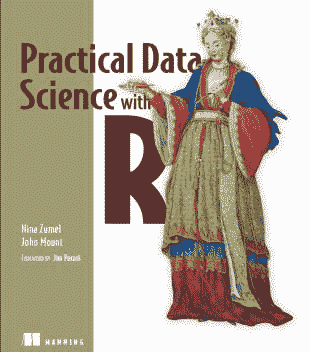 Practical Data
Science with
R
Nina Zumel
John Mount
FOREWORD BY Jim Porzak
MANNING